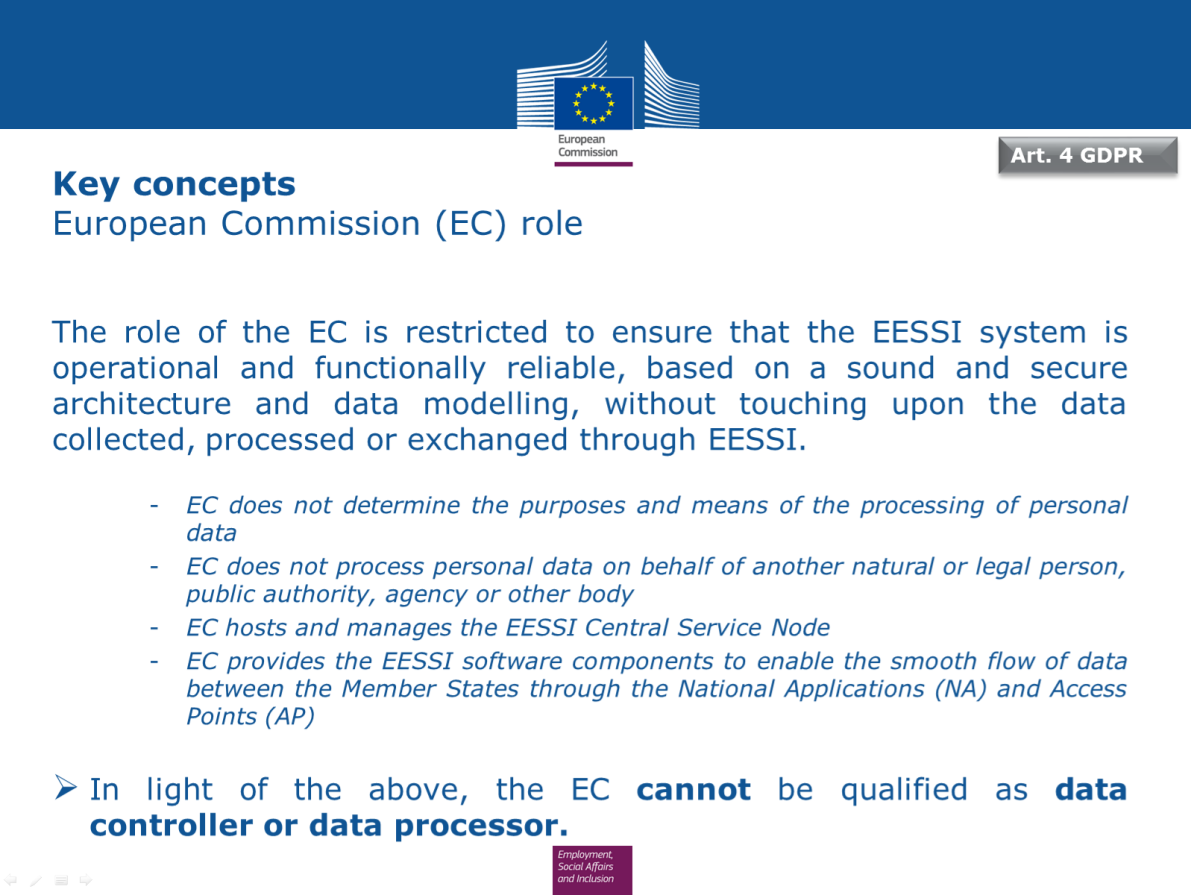 European
Commission
Art. 4 GDPR
Key concepts
European Commission (EC) role
The role of the EC is restricted to ensure that the EESSI system is
operational and functionally reliable, based on a sound and secure
architecture and data modelling, without touching upon the data
collected, processed or exchanged through EESSI.
- EC does not determine the purposes and means of the processing of personal
data
- EC does not process personal data on behalf of another natural or legal person,
public authority, agency or other body
- EC hosts and manages the EESSI Central Service Node
- EC provides the EESSI software components to enable the smooth flow of data
between the Member States through the National Applications (NA) and Access
Points (AP)
➢ In light of the above, the EC cannot be qualified as data
controller or data processor.
Employment,
Social Affairs
and Inclusion